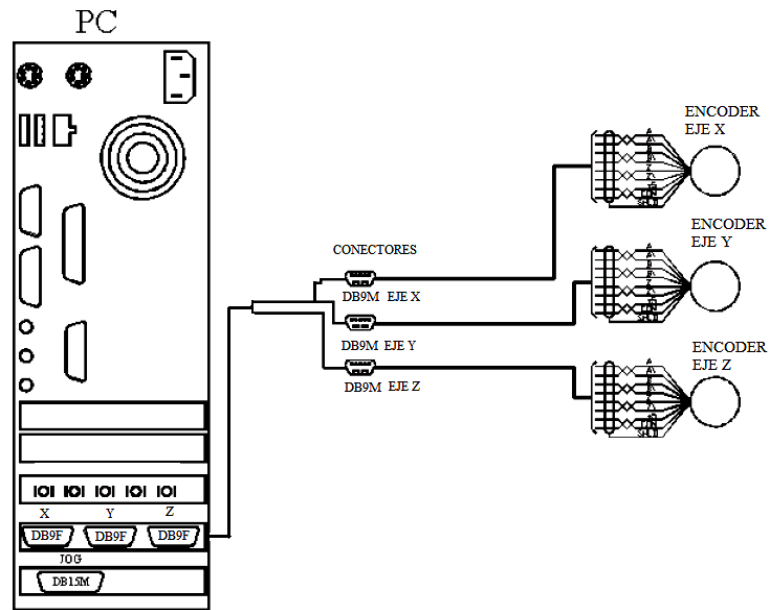 PC
ENCODER
EJE X
ENCODER
EJE Y
CONECTORES
DB9M EJE X
DB9M EJE Y
ENCODER
EJE Z
DB9M EJE Z
X Y Z
DB9F DB9F DB9F
JOG
DB15M